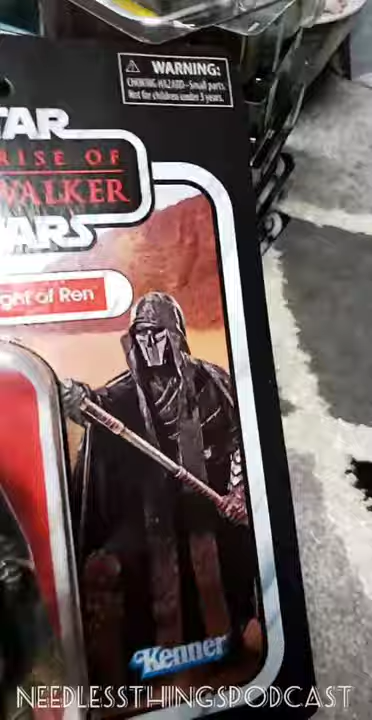 WARNING:
CHOKING HAZARD–Small parts.
Not for children under 3 years.
TAR
RISE OF
WALKER
WARS
ght of Ren
Kenner
NEEDLESSTHINGSPODCAST